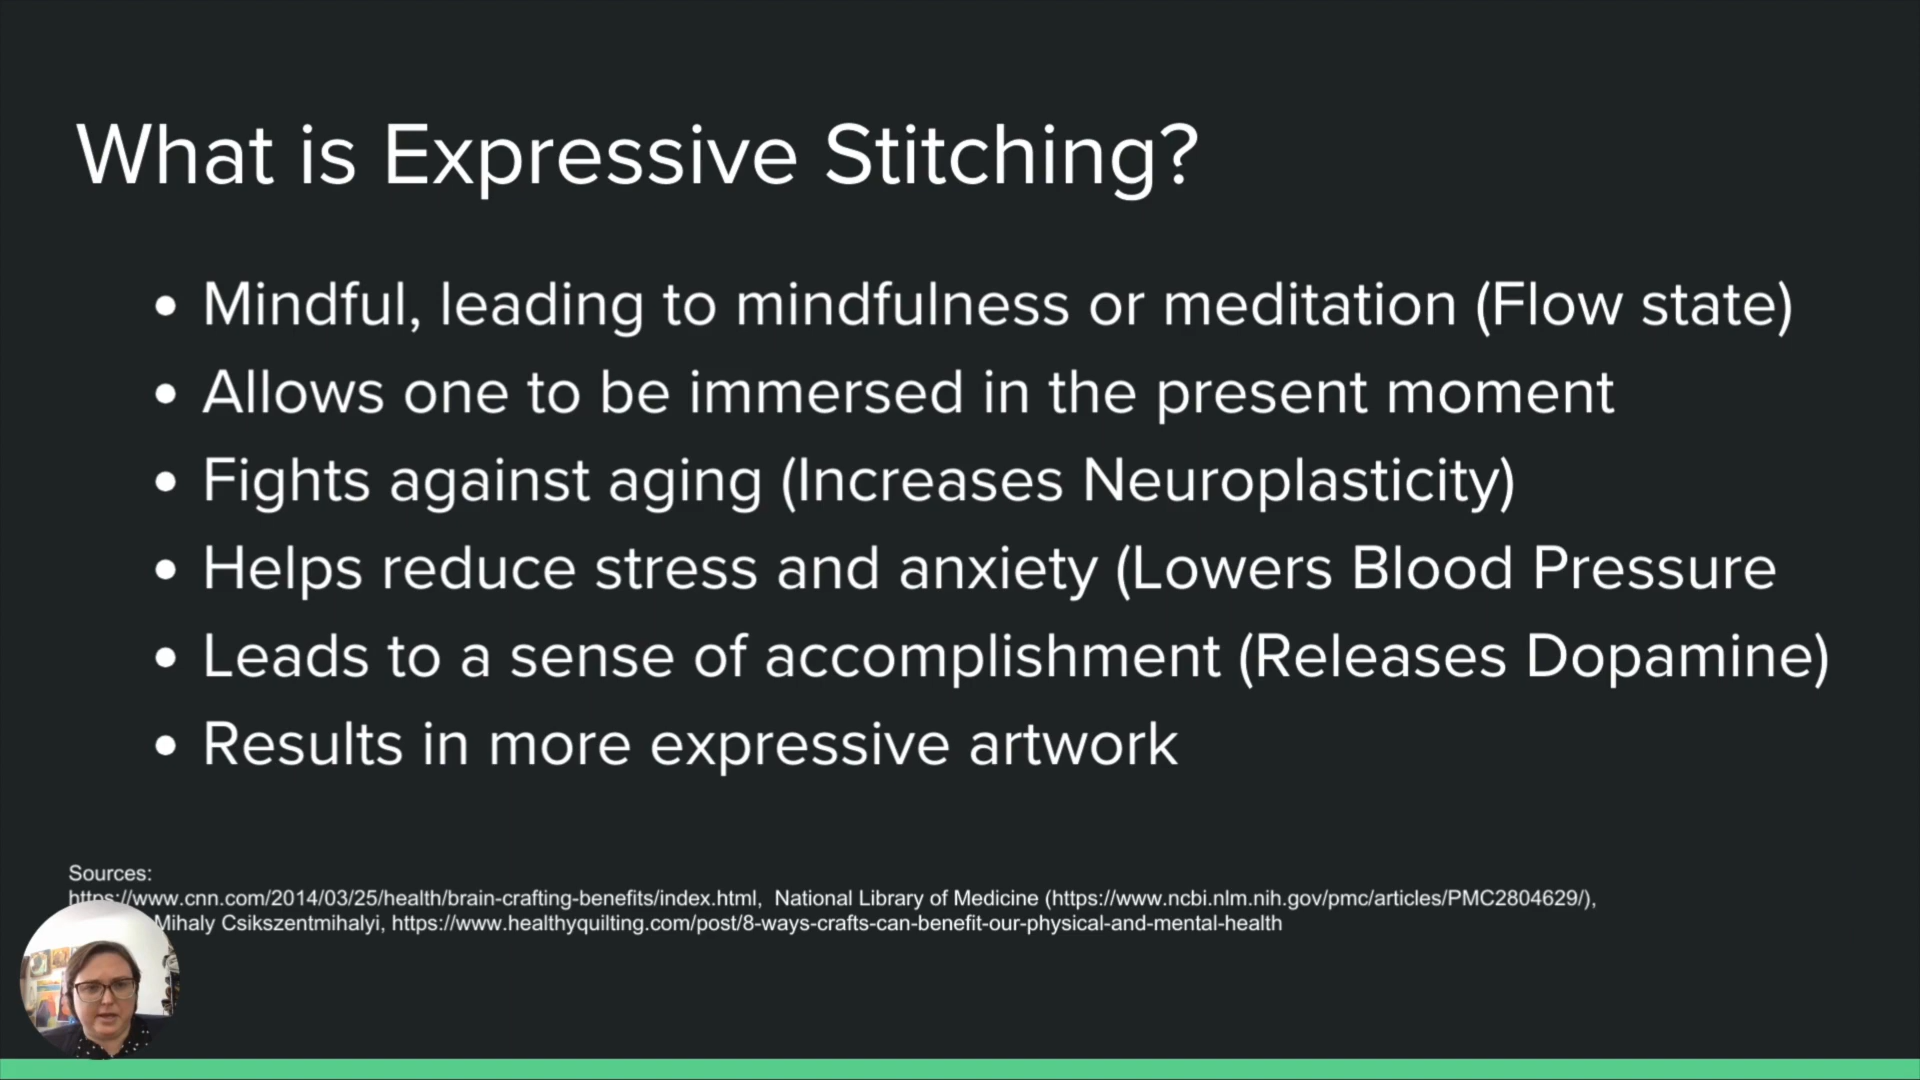 What is Expressive Stitching?
• Mindful, leading to mindfulness or meditation (Flow state)
• Allows one to be immersed in the present moment
• Fights against aging (Increases Neuroplasticity)
• Helps reduce stress and anxiety (Lowers Blood Pressure
• Leads to a sense of accomplishment (Releases Dopamine)
• Results in more expressive artwork
Sources:
https://www.cnn.com/2014/03/25/health/brain-crafting-benefits/index.html, National Library of Medicine (https://www.ncbi.nlm.nih.gov/pmc/articles/PMC2804629/),
Mihaly Csikszentmihalyi, https://www.healthyquilting.com/post/8-ways-crafts-can-benefit-our-physical-and-mental-health